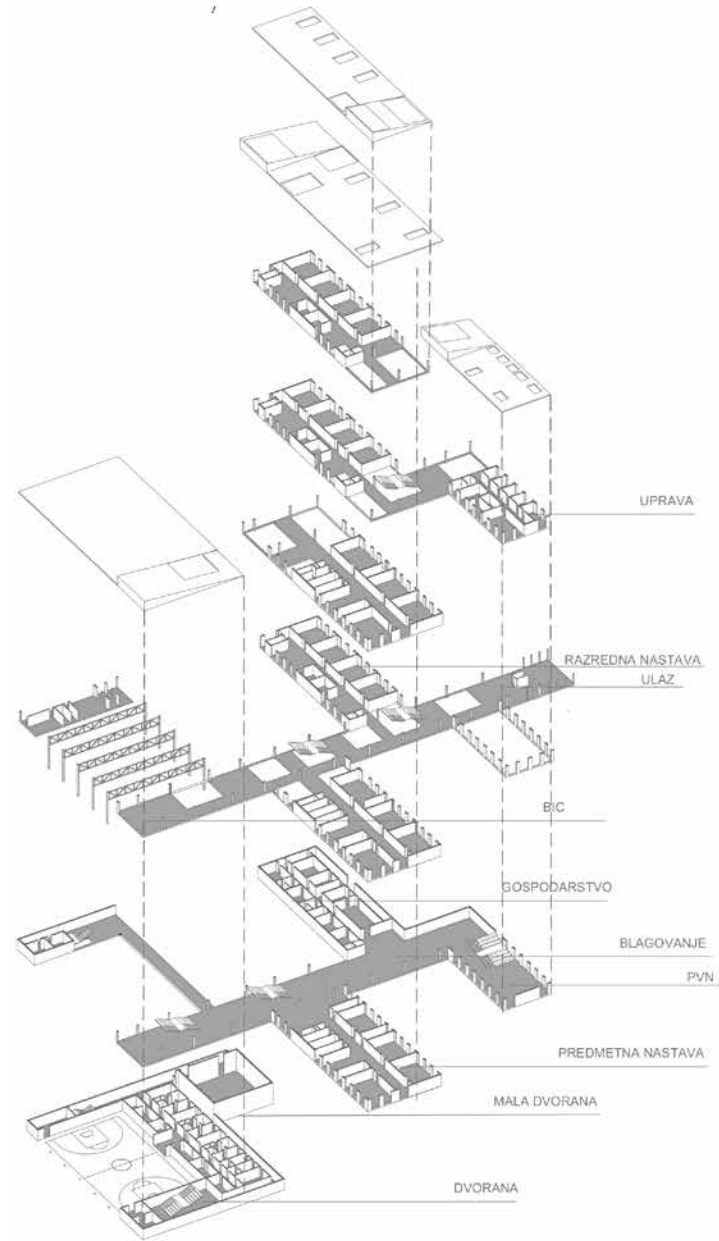 UPRAVA
RAZREDNA NASTAVA
ULAZ
BIC
GOSPODARSTVO
BLAGOVANJE
PVN
PREDMETNA NASTAVA
MALA DVORANA
DVORANA